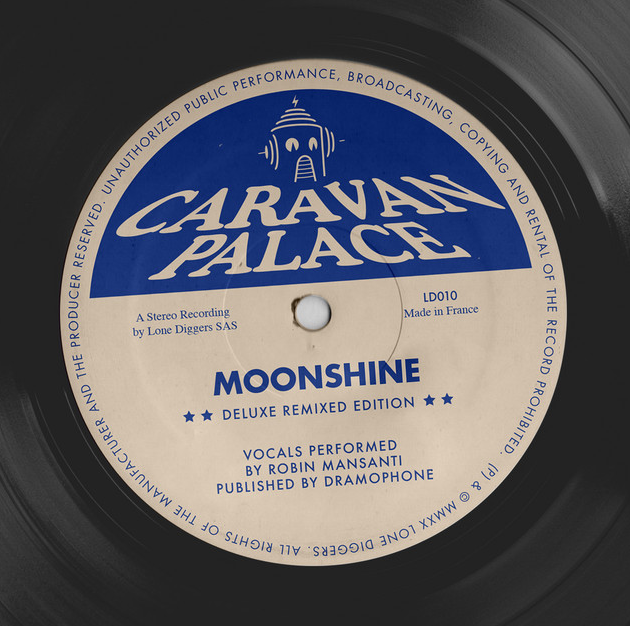 UNAUTHORIZED PUBLIC PERFORMANCE, BROADCASTING, COPYING AND RENTAL OF THE RECORD PROHIBITED. (P) & © MMXX LONE DIGGERS. ALL RIGHTS OF THE MANUFACTURER AND THE PRODUCER RESERVED.
CARAVAN
PALACE
A Stereo Recording
by Lone Diggers SAS
LD010
Made in France
MOONSHINE
★★ DELUXE REMIXED EDITION ★★
VOCALS PERFORMED
BY ROBIN MANSANTI
PUBLISHED BY DRAMOPHONE